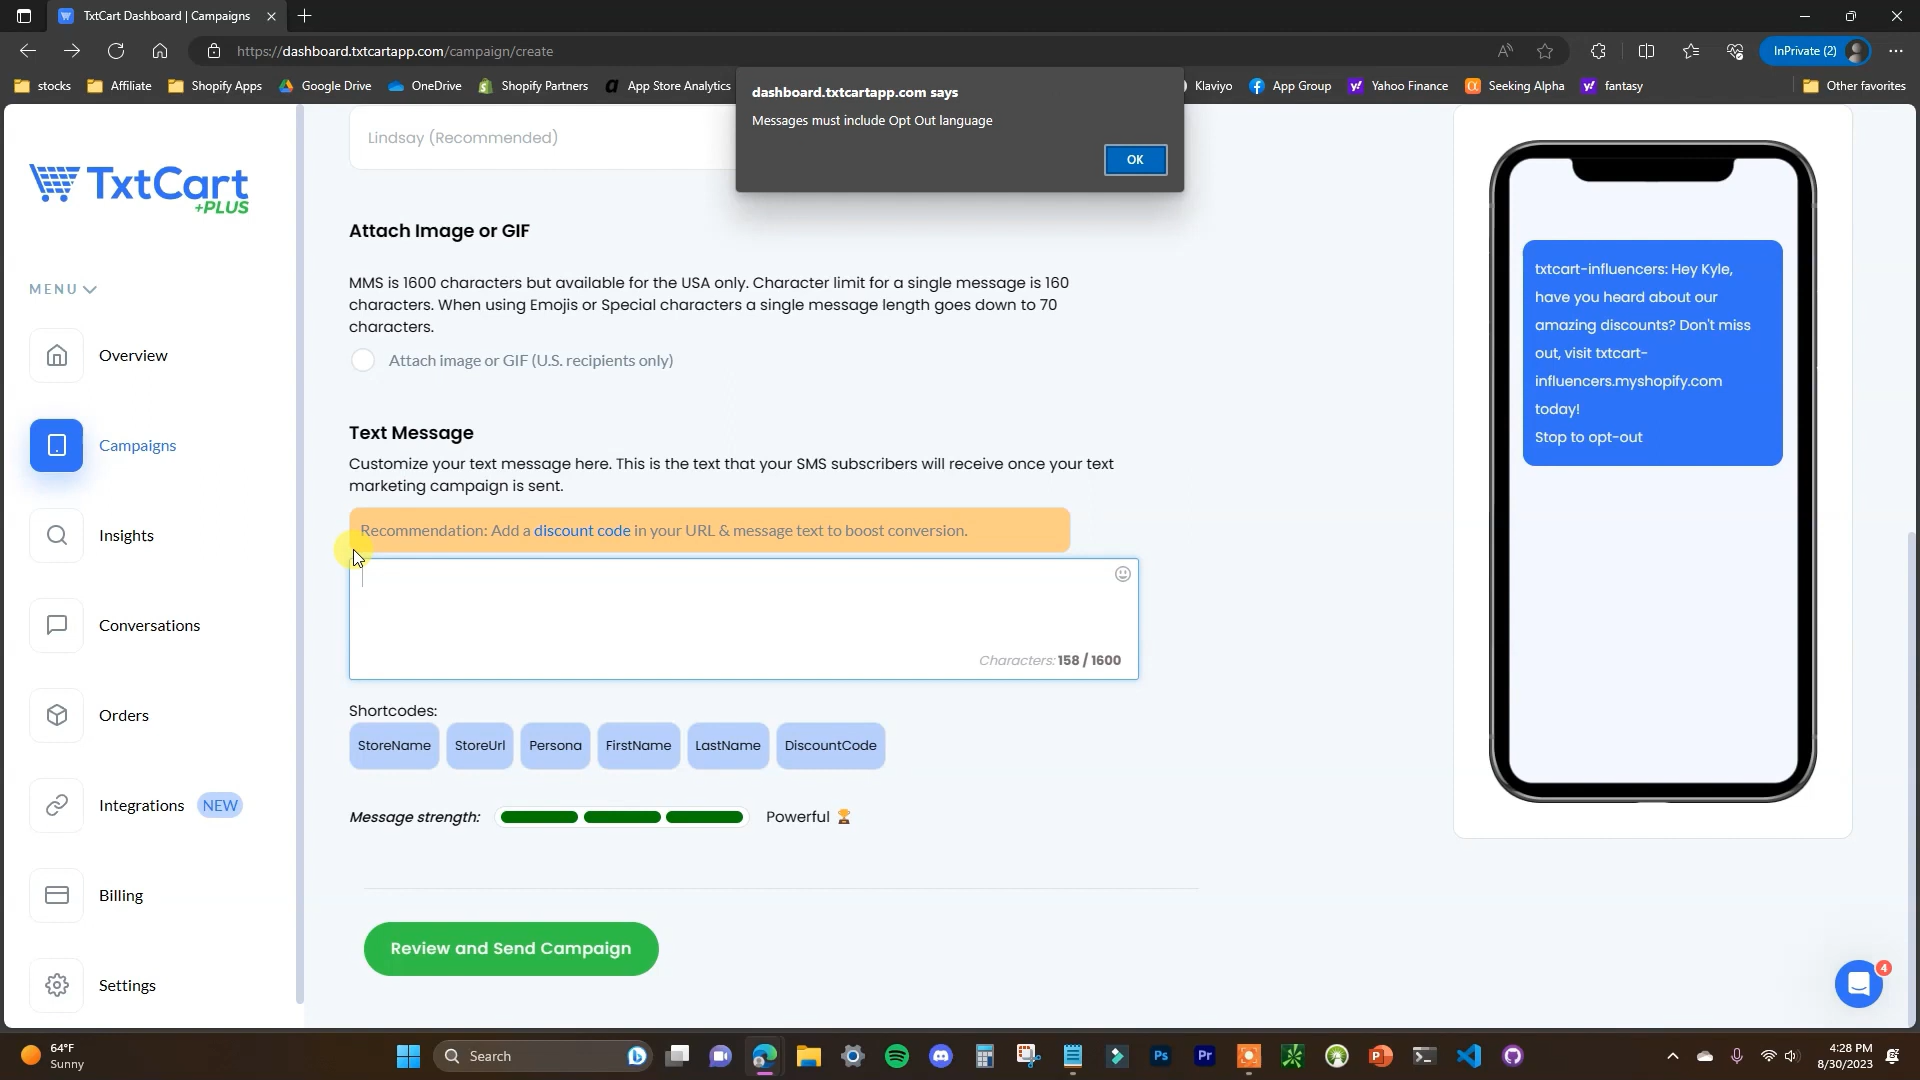 TxtCart Dashboard | Campaigns
InPrivate (2)
https://dashboard.txtcartapp.com/campaign/create
stocks
Affiliate
Shopify Apps
Google Drive
OneDrive
Shopify Partners
App Store Analytics
Klaviyo
App Group
Yahoo Finance
Seeking Alpha
fantasy
Other favorites
dashboard.txtcartapp.com says
Messages must include Opt Out language
OK
TxtCart
+PLUS
MENU
Overview
Campaigns
Insights
Conversations
Orders
Integrations NEW
Billing
Settings
Lindsay (Recommended)
Attach Image or GIF
MMS is 1600 characters but available for the USA only. Character limit for a single message is 160
characters. When using Emojis or Special characters a single message length goes down to 70
characters.
Attach image or GIF (U.S. recipients only)
Text Message
Customize your text message here. This is the text that your SMS subscribers will receive once your text
marketing campaign is sent.
Recommendation: Add a discount code in your URL & message text to boost conversion.
Characters: 158 / 1600
Shortcodes:
StoreName
StoreUrl
Persona
FirstName
LastName
DiscountCode
Message strength:
Powerful 🏆
Review and Send Campaign
txtcart-influencers: Hey Kyle,
have you heard about our
amazing discounts? Don't miss
out, visit txtcart-
influencers.myshopify.com
today!
Stop to opt-out
4
64°F
Sunny
Search
4:28 PM
8/30/2023